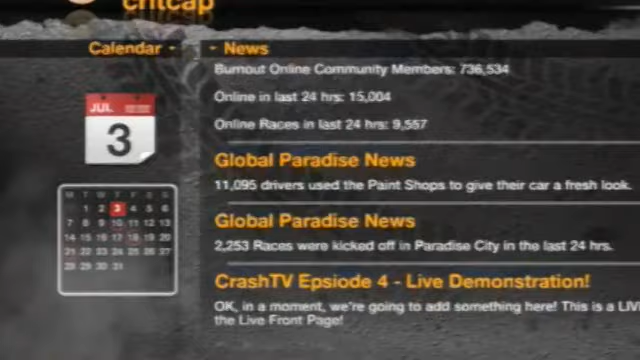 critcap
Calendar - - News
Burnout Online Community Members: 736,534
Online in last 24 hrs: 15,004
Online Races in last 24 hrs: 9,557
JUL.
3
Global Paradise News
11,095 drivers used the Paint Shops to give their car a fresh look.
M T W T F S S
1 2 3 4 5 6
7 8 9 10 11 12 13
14 15 16 17 18 19 20
21 22 23 24 25 26 27
28 29 30 31
Global Paradise News
2,253 Races were kicked off in Paradise City in the last 24 hrs.
CrashTV Epsiode 4 - Live Demonstration!
OK, in a moment, we're going to add something here! This is a LIV
the Live Front Page!